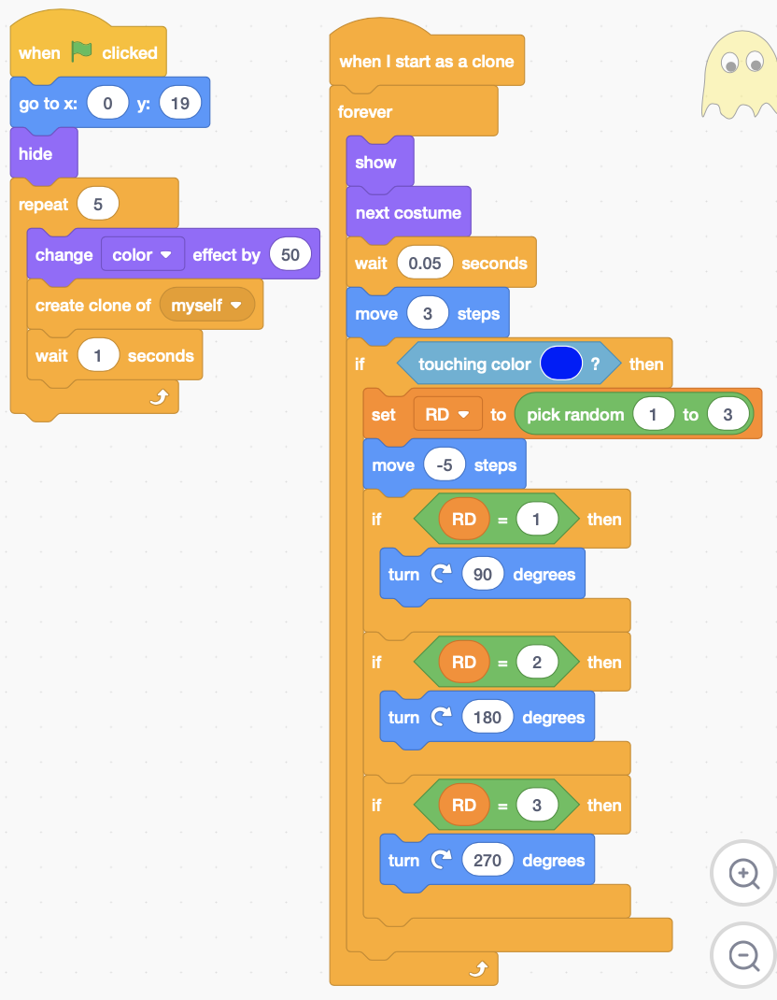 when clicked
go to x: 0 y: 19
hide
repeat 5
change color effect by 50
create clone of myself
wait 1 seconds
when I start as a clone
forever
show
next costume
wait 0.05 seconds
move 3 steps
if touching color ? then
set RD to pick random 1 to 3
move -5 steps
if RD = 1 then
turn 90 degrees
if RD = 2 then
turn 180 degrees
if RD = 3 then
turn 270 degrees